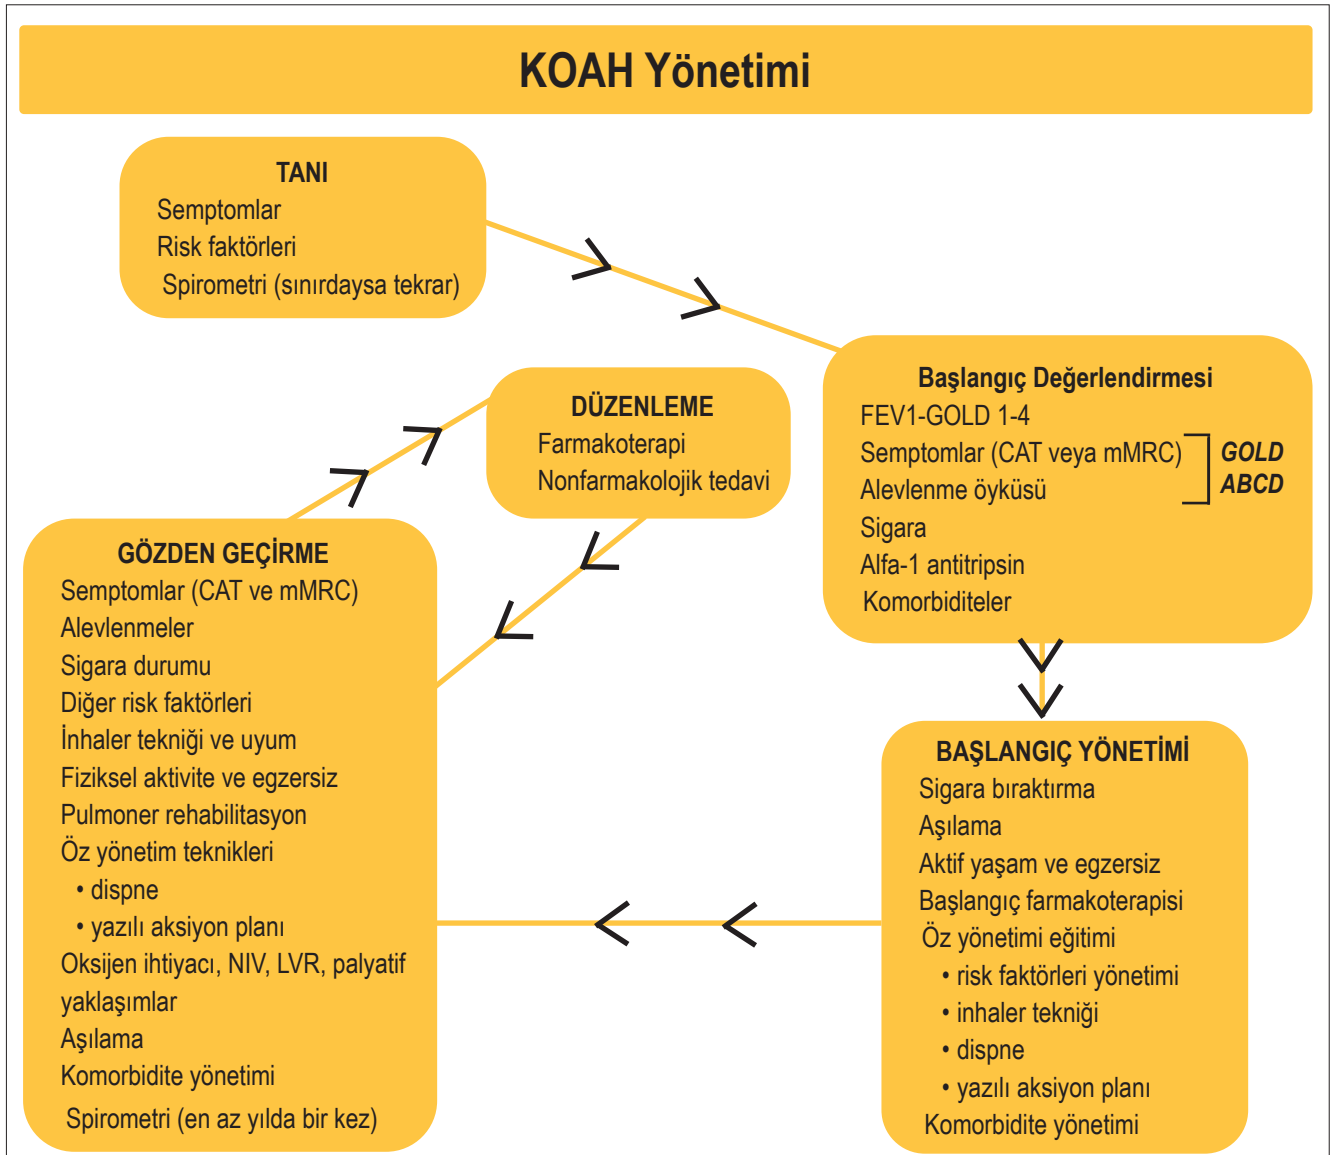 KOAH Yönetimi
TANI
Semptomlar
Risk faktörleri
Spirometri (sınırdaysa tekrar)
Başlangıç Değerlendirmesi
FEV1-GOLD 1-4
Semptomlar (CAT veya mMRC)
Alevlenme öyküsü
GOLD
ABCD
Sigara
Alfa-1 antitripsin
Komorbiditeler
BAŞLANGIÇ YÖNETİMİ
Sigara bıraktırma
Aşılama
Aktif yaşam ve egzersiz
Başlangıç farmakoterapisi
Öz yönetimi eğitimi
• risk faktörleri yönetimi
• inhaler tekniği
• dispne
• yazılı aksiyon planı
Komorbidite yönetimi
GÖZDEN GEÇİRME
Semptomlar (CAT ve mMRC)
Alevlenmeler
Sigara durumu
Diğer risk faktörleri
İnhaler tekniği ve uyum
Fiziksel aktivite ve egzersiz
Pulmoner rehabilitasyon
Öz yönetim teknikleri
• dispne
• yazılı aksiyon planı
Oksijen ihtiyacı, NIV, LVR, palyatif
yaklaşımlar
Aşılama
Komorbidite yönetimi
Spirometri (en az yılda bir kez)
DÜZENLEME
Farmakoterapi
Nonfarmakolojik tedavi